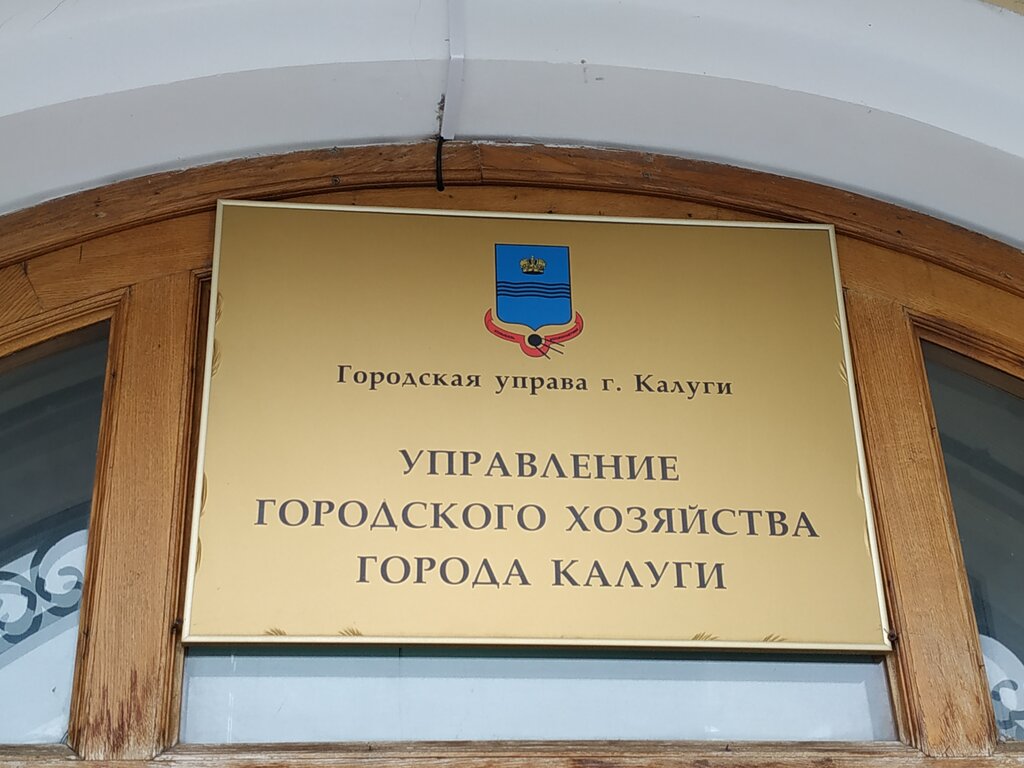 Городская управа г. Калуги
УПРАВЛЕНИЕ
ГОРОДСКОГО ХОЗЯЙСТВА
ГОРОДА КАЛУГИ